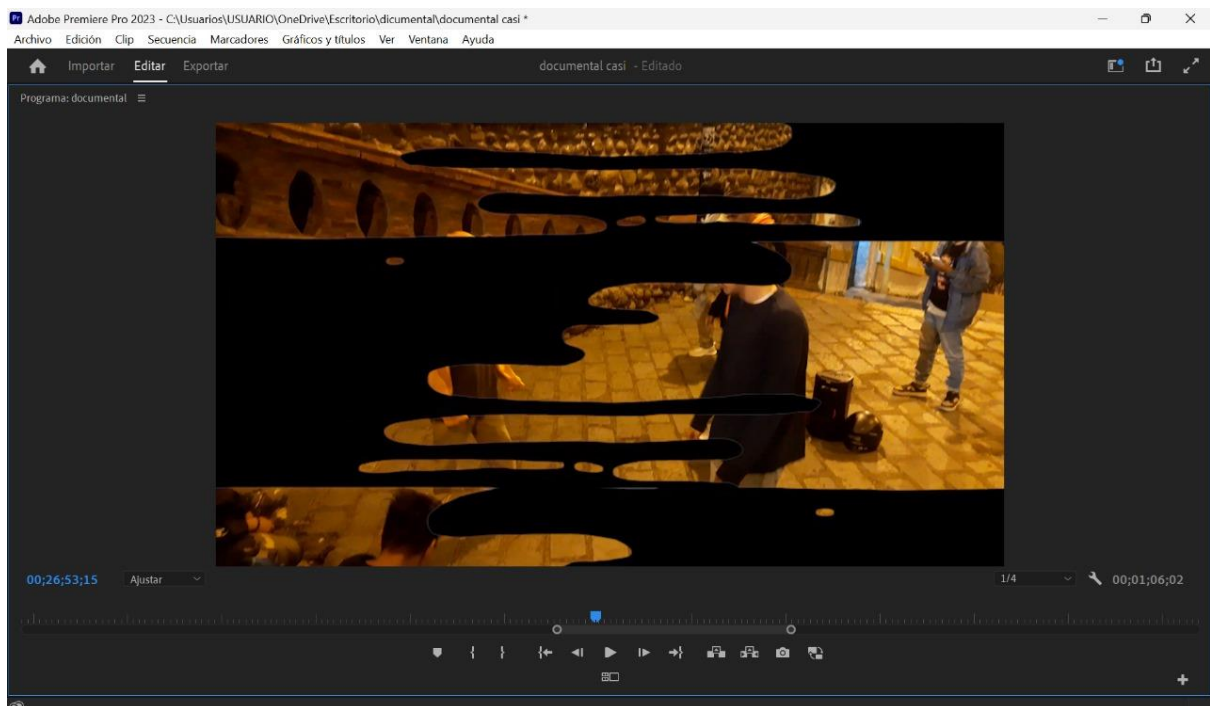 Pr Adobe Premiere Pro 2023 - C:\Usuarios\USUARIO\OneDrive\Escritorio\dicumental\documental casi *
Archivo Edición Clip Secuencia Marcadores Gráficos y títulos Ver Ventana Ayuda
Importar Editar Exportar documental casi - Editado
Programa: documental
00;26;53;15 Ajustar 1/4 00;01;06;02